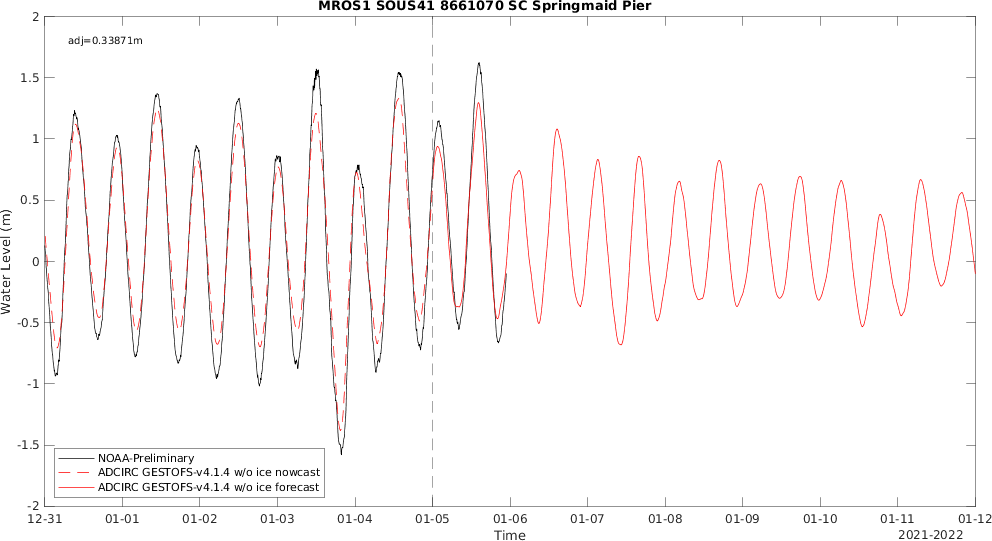 MROS1 SOUS41 8661070 SC Springmaid Pier
adj=0.33871m
2
1.5
1
0.5
0
-0.5
-1
-1.5
-2
Water Level (m)
NOAA-Preliminary
ADCIRC GESTOFS-v4.1.4 w/o ice nowcast
ADCIRC GESTOFS-v4.1.4 w/o ice forecast
12-31 01-01 01-02 01-03 01-04 01-05 01-06 01-07 01-08 01-09 01-10 01-11 01-12
Time
2021-2022